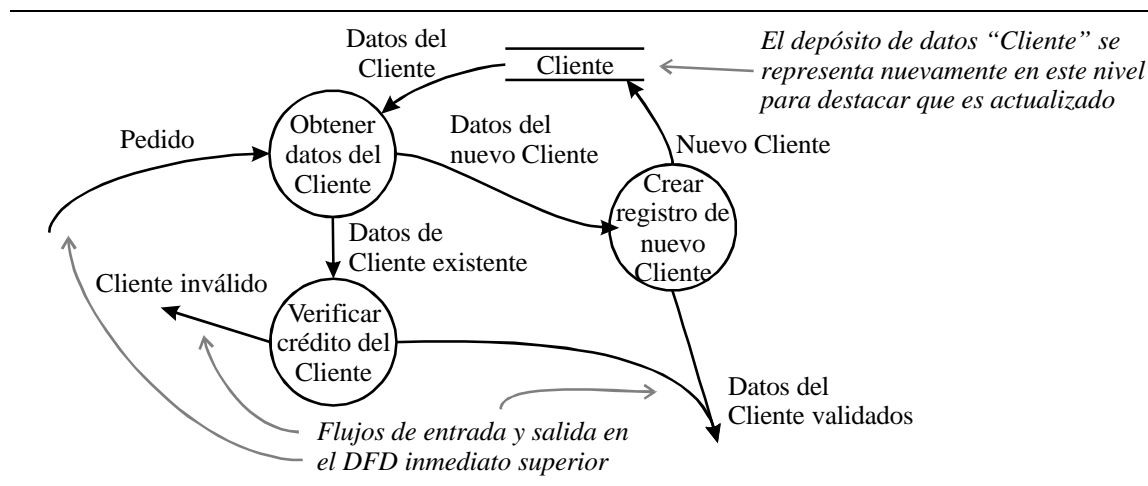 Datos del
Cliente
Cliente
El depósito de datos “Cliente” se
representa nuevamente en este nivel
para destacar que es actualizado
Pedido
Obtener
datos del
Cliente
Datos del
nuevo Cliente
Nuevo Cliente
Crear
registro de
nuevo
Cliente
Datos de
Cliente existente
Cliente inválido
Verificar
crédito del
Cliente
Datos del
Cliente validados
Flujos de entrada y salida en
el DFD inmediato superior